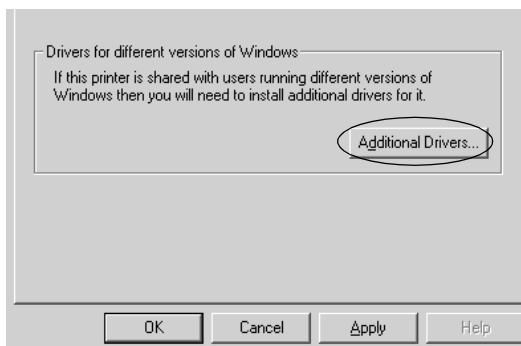 Drivers for different versions of Windows
If this printer is shared with users running different versions of
Windows then you will need to install additional drivers for it.
Additional Drivers...
OK Cancel Apply Help